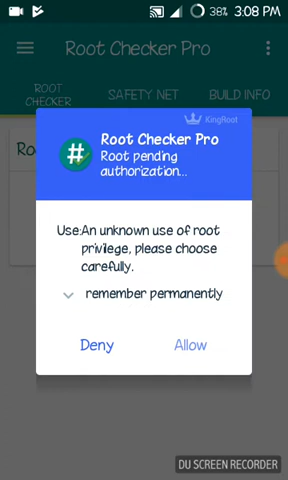 38% 3:08 PM
Root Checker Pro
ROOT
CHECKER
SAFETY NET
BUILD INFO
KingRoot
Root Checker Pro
Root pending
authorization...
Ro
Use:An unknown use of root
privilege, please choose
carefully.
remember permanently
Deny
Allow
DU SCREEN RECORDER